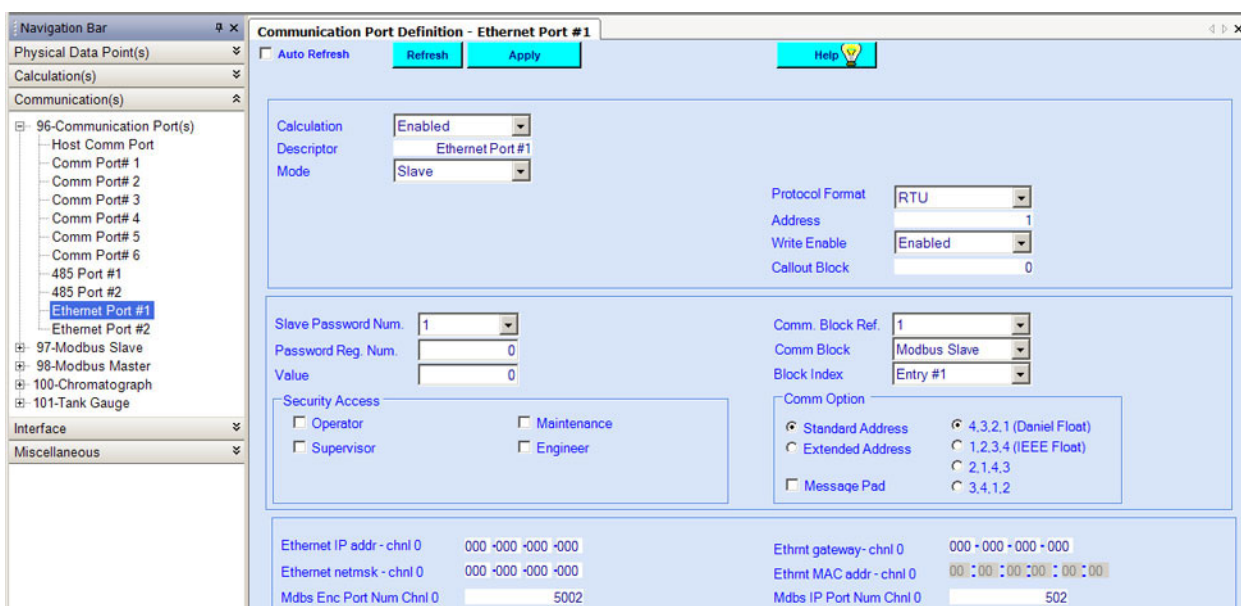 Navigation Bar
Physical Data Point(s)
Calculation(s)
Communication(s)
96-Communication Port(s)
Host Comm Port
Comm Port# 1
Comm Port# 2
Comm Port# 3
Comm Port# 4
Comm Port# 5
Comm Port# 6
485 Port #1
485 Port #2
Ethernet Port #1
Ethernet Port #2
97-Modbus Slave
98-Modbus Master
100-Chromatograph
101-Tank Gauge
Interface
Miscellaneous
Communication Port Definition - Ethernet Port #1
Auto Refresh Refresh Apply Help
Calculation Enabled
Descriptor Ethernet Port #1
Mode Slave
Protocol Format RTU
Address 1
Write Enable Enabled
Callout Block 0
Slave Password Num. 1
Password Reg. Num. 0
Value 0
Security Access
Operator Maintenance
Supervisor Engineer
Comm. Block Ref. 1
Comm Block Modbus Slave
Block Index Entry #1
Comm Option
Standard Address 4,3,2,1 (Daniel Float)
Extended Address 1,2,3,4 (IEEE Float)
2,1,4,3
Message Pad 3,4,1,2
Ethernet IP addr - chnl 0 000 -000 -000 -000
Ethernet netmsk - chnl 0 000 -000 -000 -000
Mdbs Enc Port Num Chnl 0 5002
Ethrnt gateway- chnl 0 000 - 000 - 000 - 000
Ethrnt MAC addr - chnl 0 00 : 00 : 00 : 00 : 00 : 00
Mdbs IP Port Num Chnl 0 502